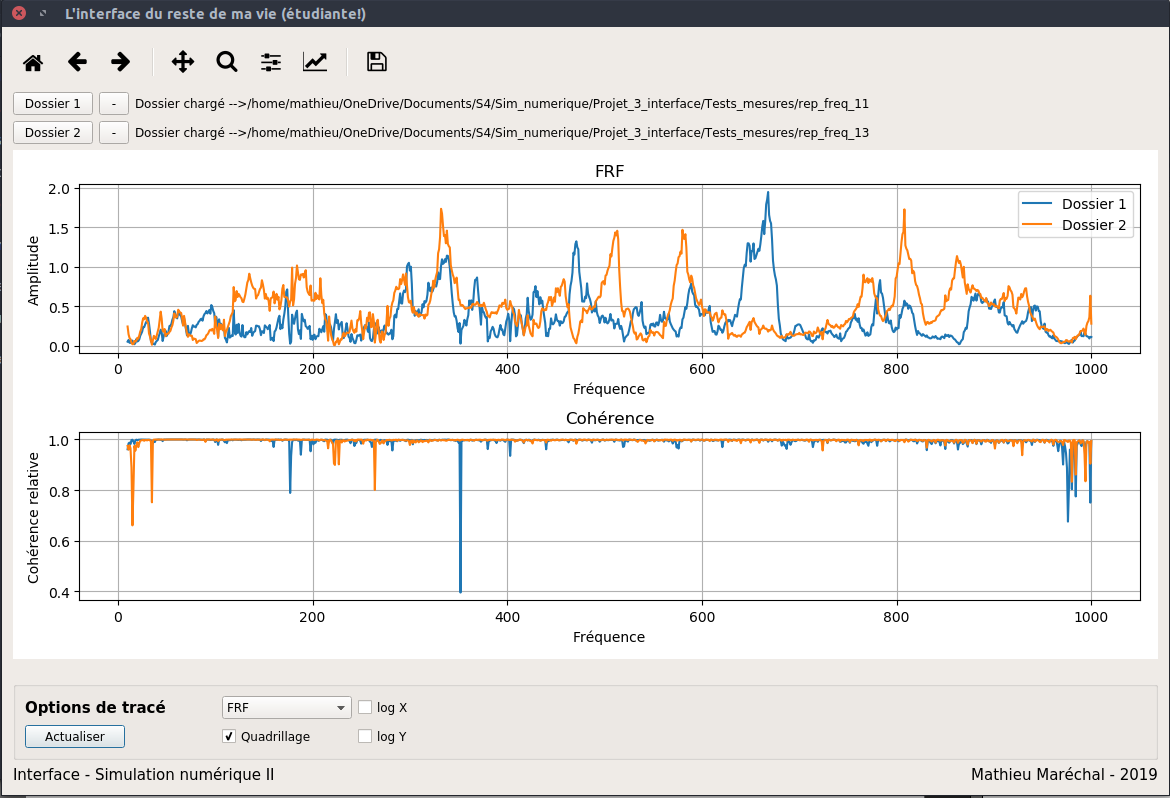 L'interface du reste de ma vie (étudiante!)
Dossier 1 - Dossier chargé -->/home/mathieu/OneDrive/Documents/S4/Sim_numerique/Projet_3_interface/Tests_mesures/rep_freq_11
Dossier 2 - Dossier chargé -->/home/mathieu/OneDrive/Documents/S4/Sim_numerique/Projet_3_interface/Tests_mesures/rep_freq_13
FRF
Amplitude
2.0
1.5
1.0
0.5
0.0
Dossier 1
Dossier 2
0 200 400 600 800 1000
Fréquence
Cohérence
Cohérence relative
1.0
0.8
0.6
0.4
0 200 400 600 800 1000
Fréquence
Options de tracé FRF log X
Actualiser Quadrillage log Y
Interface - Simulation numérique II Mathieu Maréchal - 2019